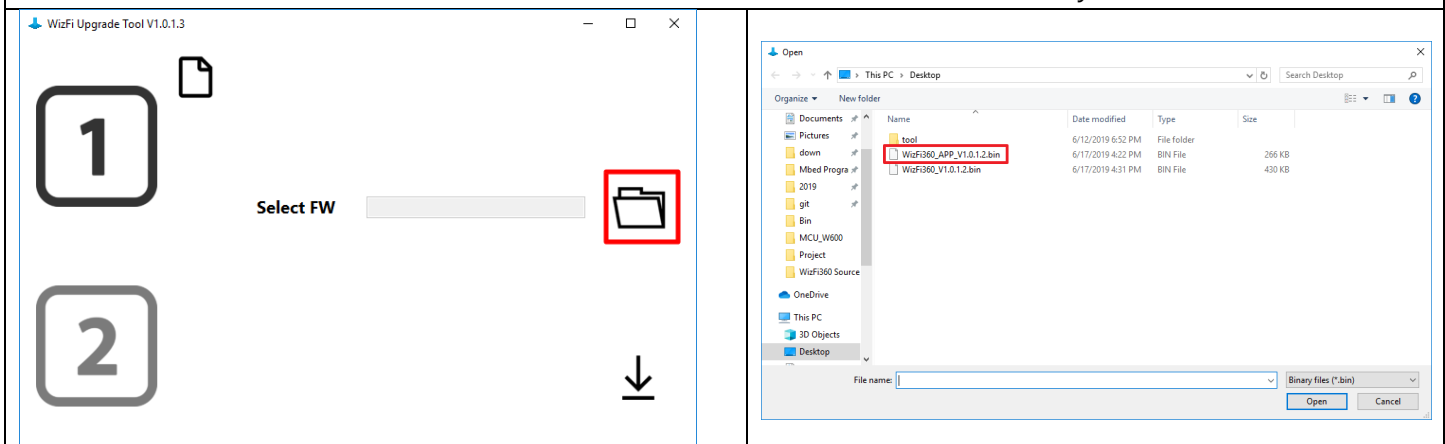 WizFi Upgrade Tool V1.0.1.3
1
Select FW
2
Open
This PC > Desktop
Search Desktop
Organize
New folder
Documents
Pictures
down
Mbed Progra
2019
git
Bin
MCU_W600
Project
WizFi360 Source
OneDrive
This PC
3D Objects
Desktop
Name Date modified Type Size
tool 6/12/2019 6:52 PM File folder
WizFi360_APP_V1.0.1.2.bin 6/17/2019 4:22 PM BIN File 266 KB
WizFi360_V1.0.1.2.bin 6/17/2019 4:31 PM BIN File 430 KB
File name:
Binary files (*.bin)
Open
Cancel